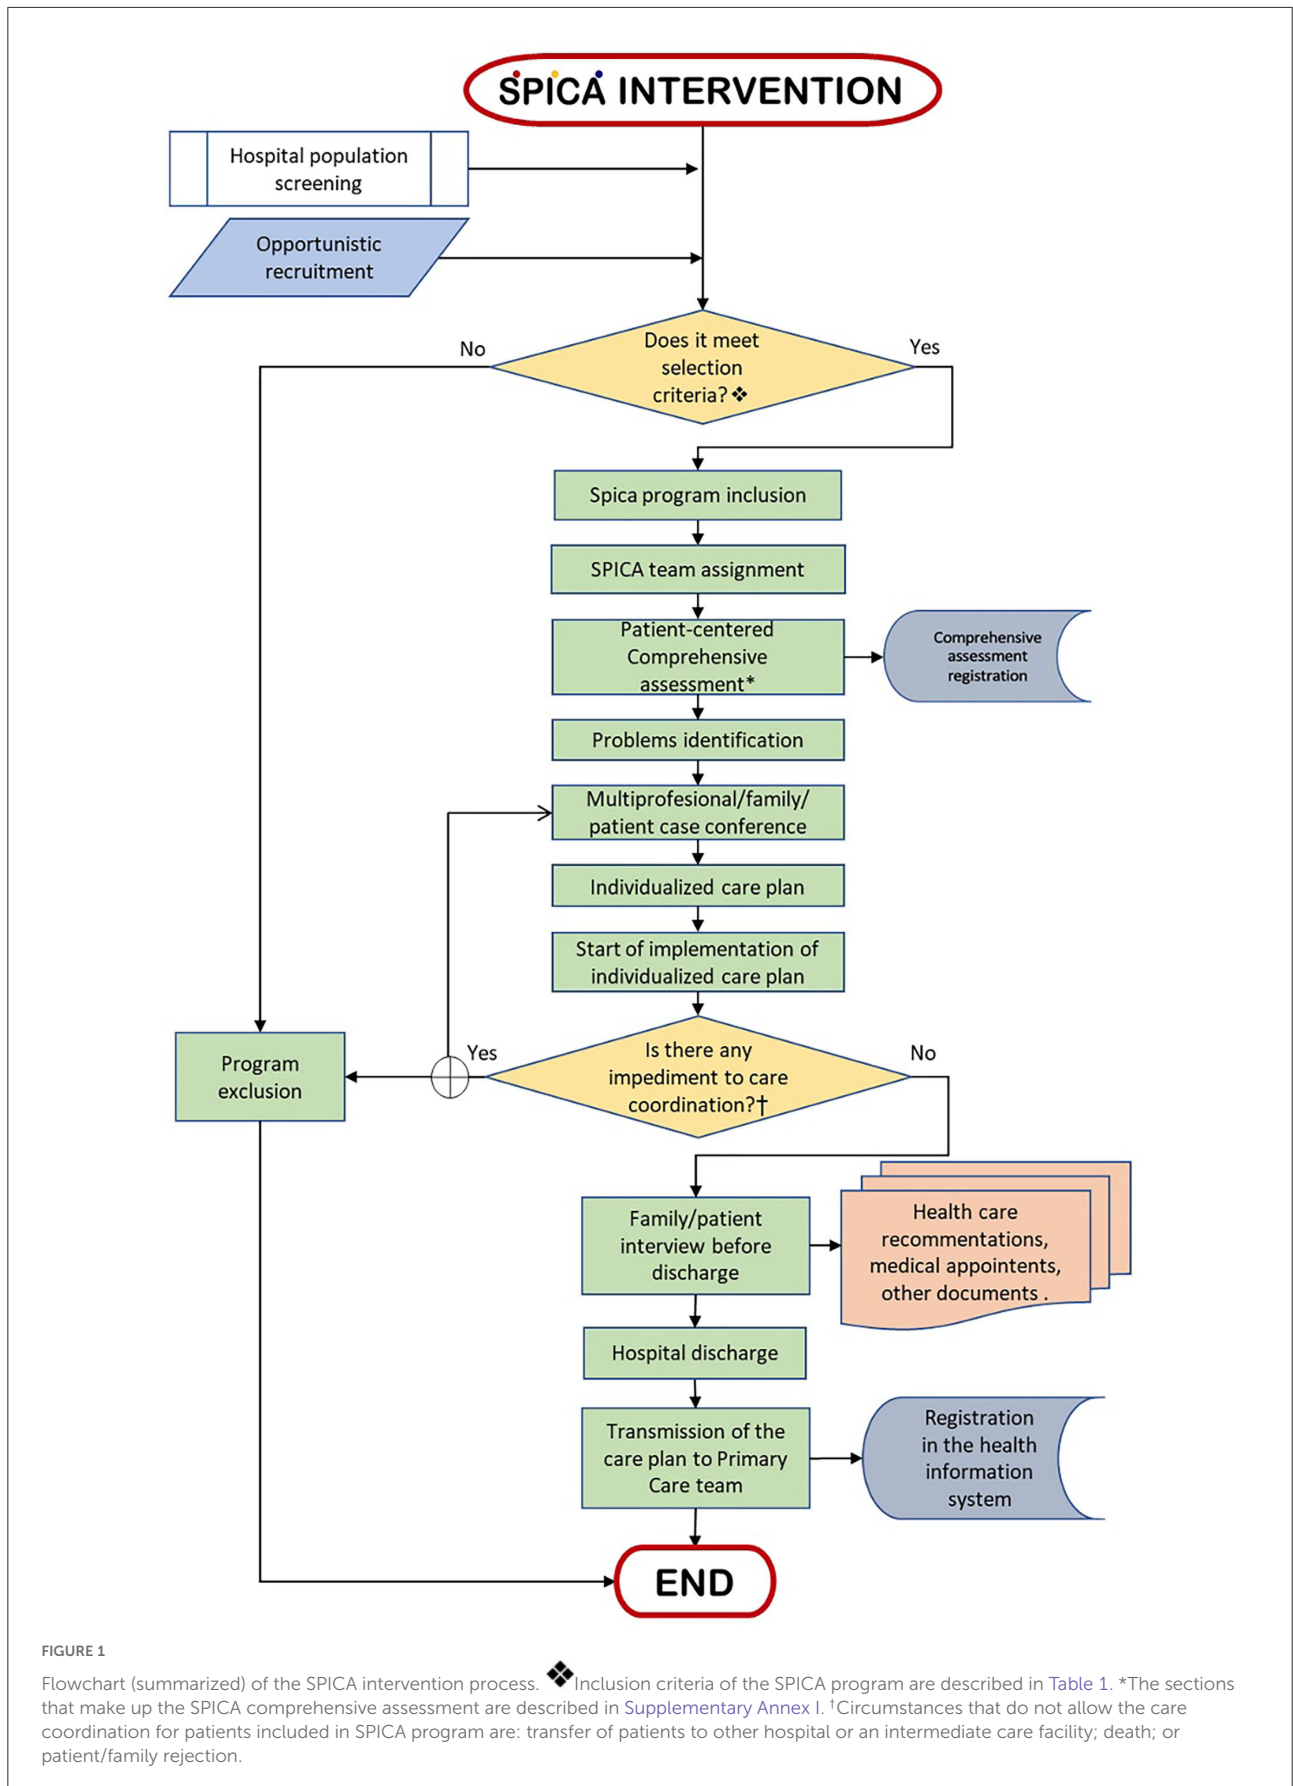 SPICA INTERVENTION
Hospital population
screening
Opportunistic
recruitment
No
Does it meet
selection
criteria?❖
Yes
Spica program inclusion
SPICA team assignment
Patient-centered
Comprehensive
assessment*
Comprehensive
assessment
registration
Problems identification
Multiprofesional/family/
patient case conference
Individualized care plan
Start of implementation of
individualized care plan
Program
exclusion
Yes
Is there any
impediment to care
coordination?†
No
Family/patient
interview before
discharge
Health care
recommentations,
medical appointents,
other documents .
Hospital discharge
Transmission of the
care plan to Primary
Care team
Registration
in the health
information
system
END
FIGURE 1
Flowchart (summarized) of the SPICA intervention process. ❖Inclusion criteria of the SPICA program are described in Table 1. *The sections
that make up the SPICA comprehensive assessment are described in Supplementary Annex I. †Circumstances that do not allow the care
coordination for patients included in SPICA program are: transfer of patients to other hospital or an intermediate care facility; death; or
patient/family rejection.